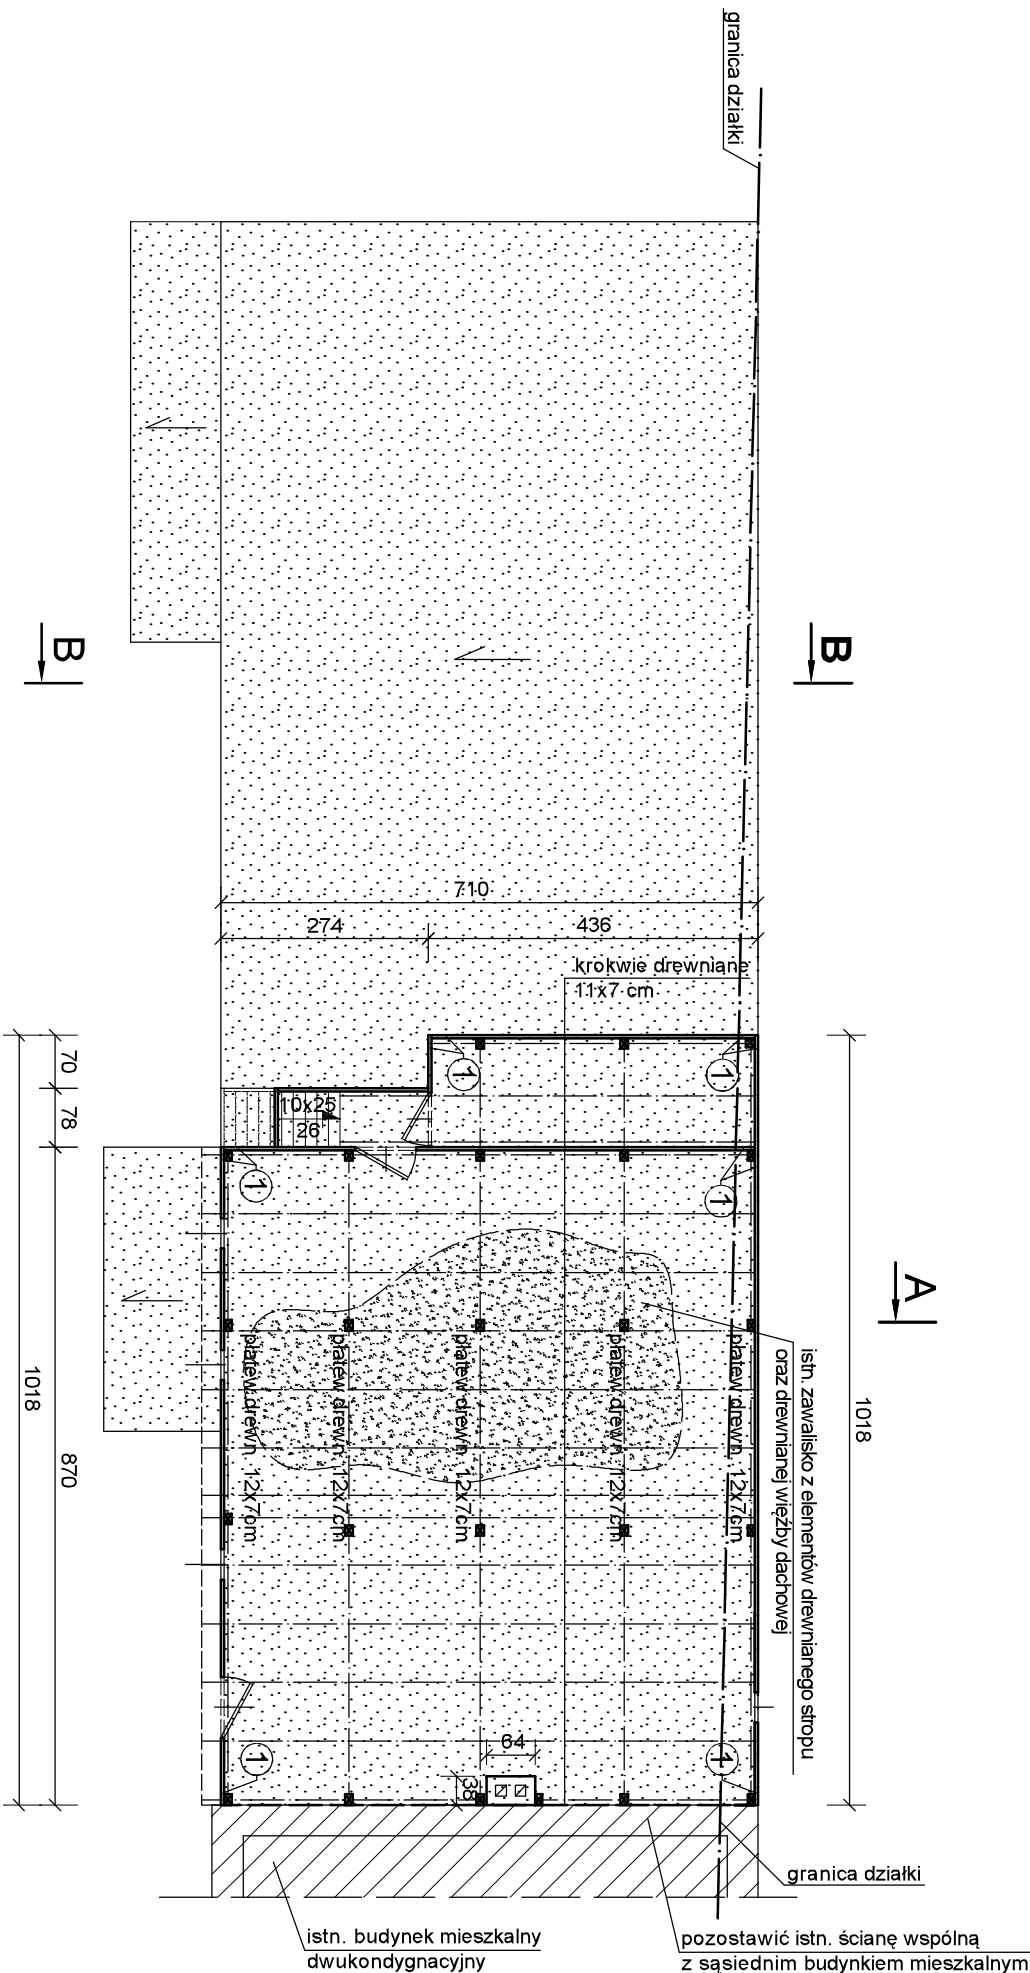 granica działki
B
B
710
274
436
krokwie drewniane
11x7 cm
70
78
1
1
10x25
26
1
1
A
istn. zawalisko z elementów drewnianego stropu
oraz drewnianej więźby dachowej
płatew drewn. 12x7cm
płatew drewn. 12x7cm
płatew drewn. 12x7cm
płatew drewn. 12x7cm
płatew drewn. 12x7cm
1018
1018
870
64
38
1
1
granica działki
istn. budynek mieszkalny
dwukondygnacyjny
pozostawić istn. ścianę wspólną
z sąsiednim budynkiem mieszkalnym